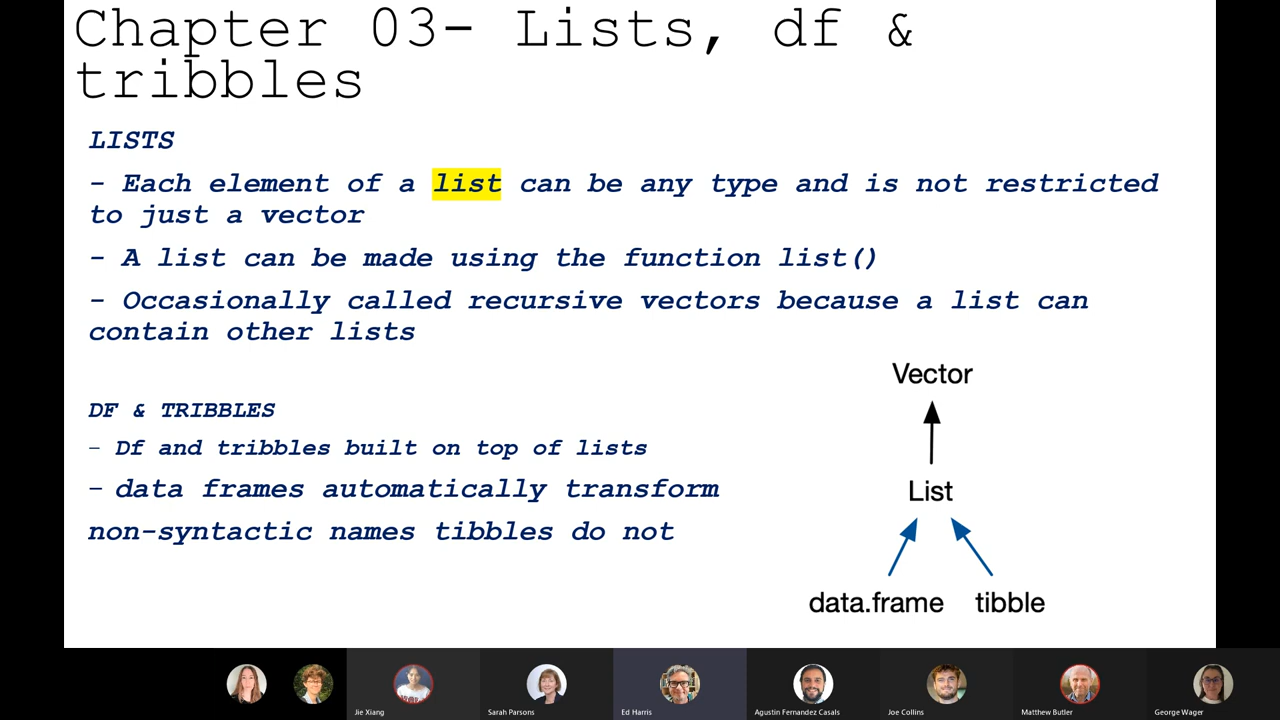 Chapter 03- Lists, df &
tribbles
LISTS
- Each element of a list can be any type and is not restricted
to just a vector
- A list can be made using the function list()
- Occasionally called recursive vectors because a list can
contain other lists
DF & TRIBBLES
- Df and tribbles built on top of lists
- data frames automatically transform
non-syntactic names tibbles do not
Vector
List
data.frame
tibble
Jie Xiang
Sarah Parsons
Ed Harris
Agustin Fernandez Casals
Joe Collins
Matthew Butler
George Wager